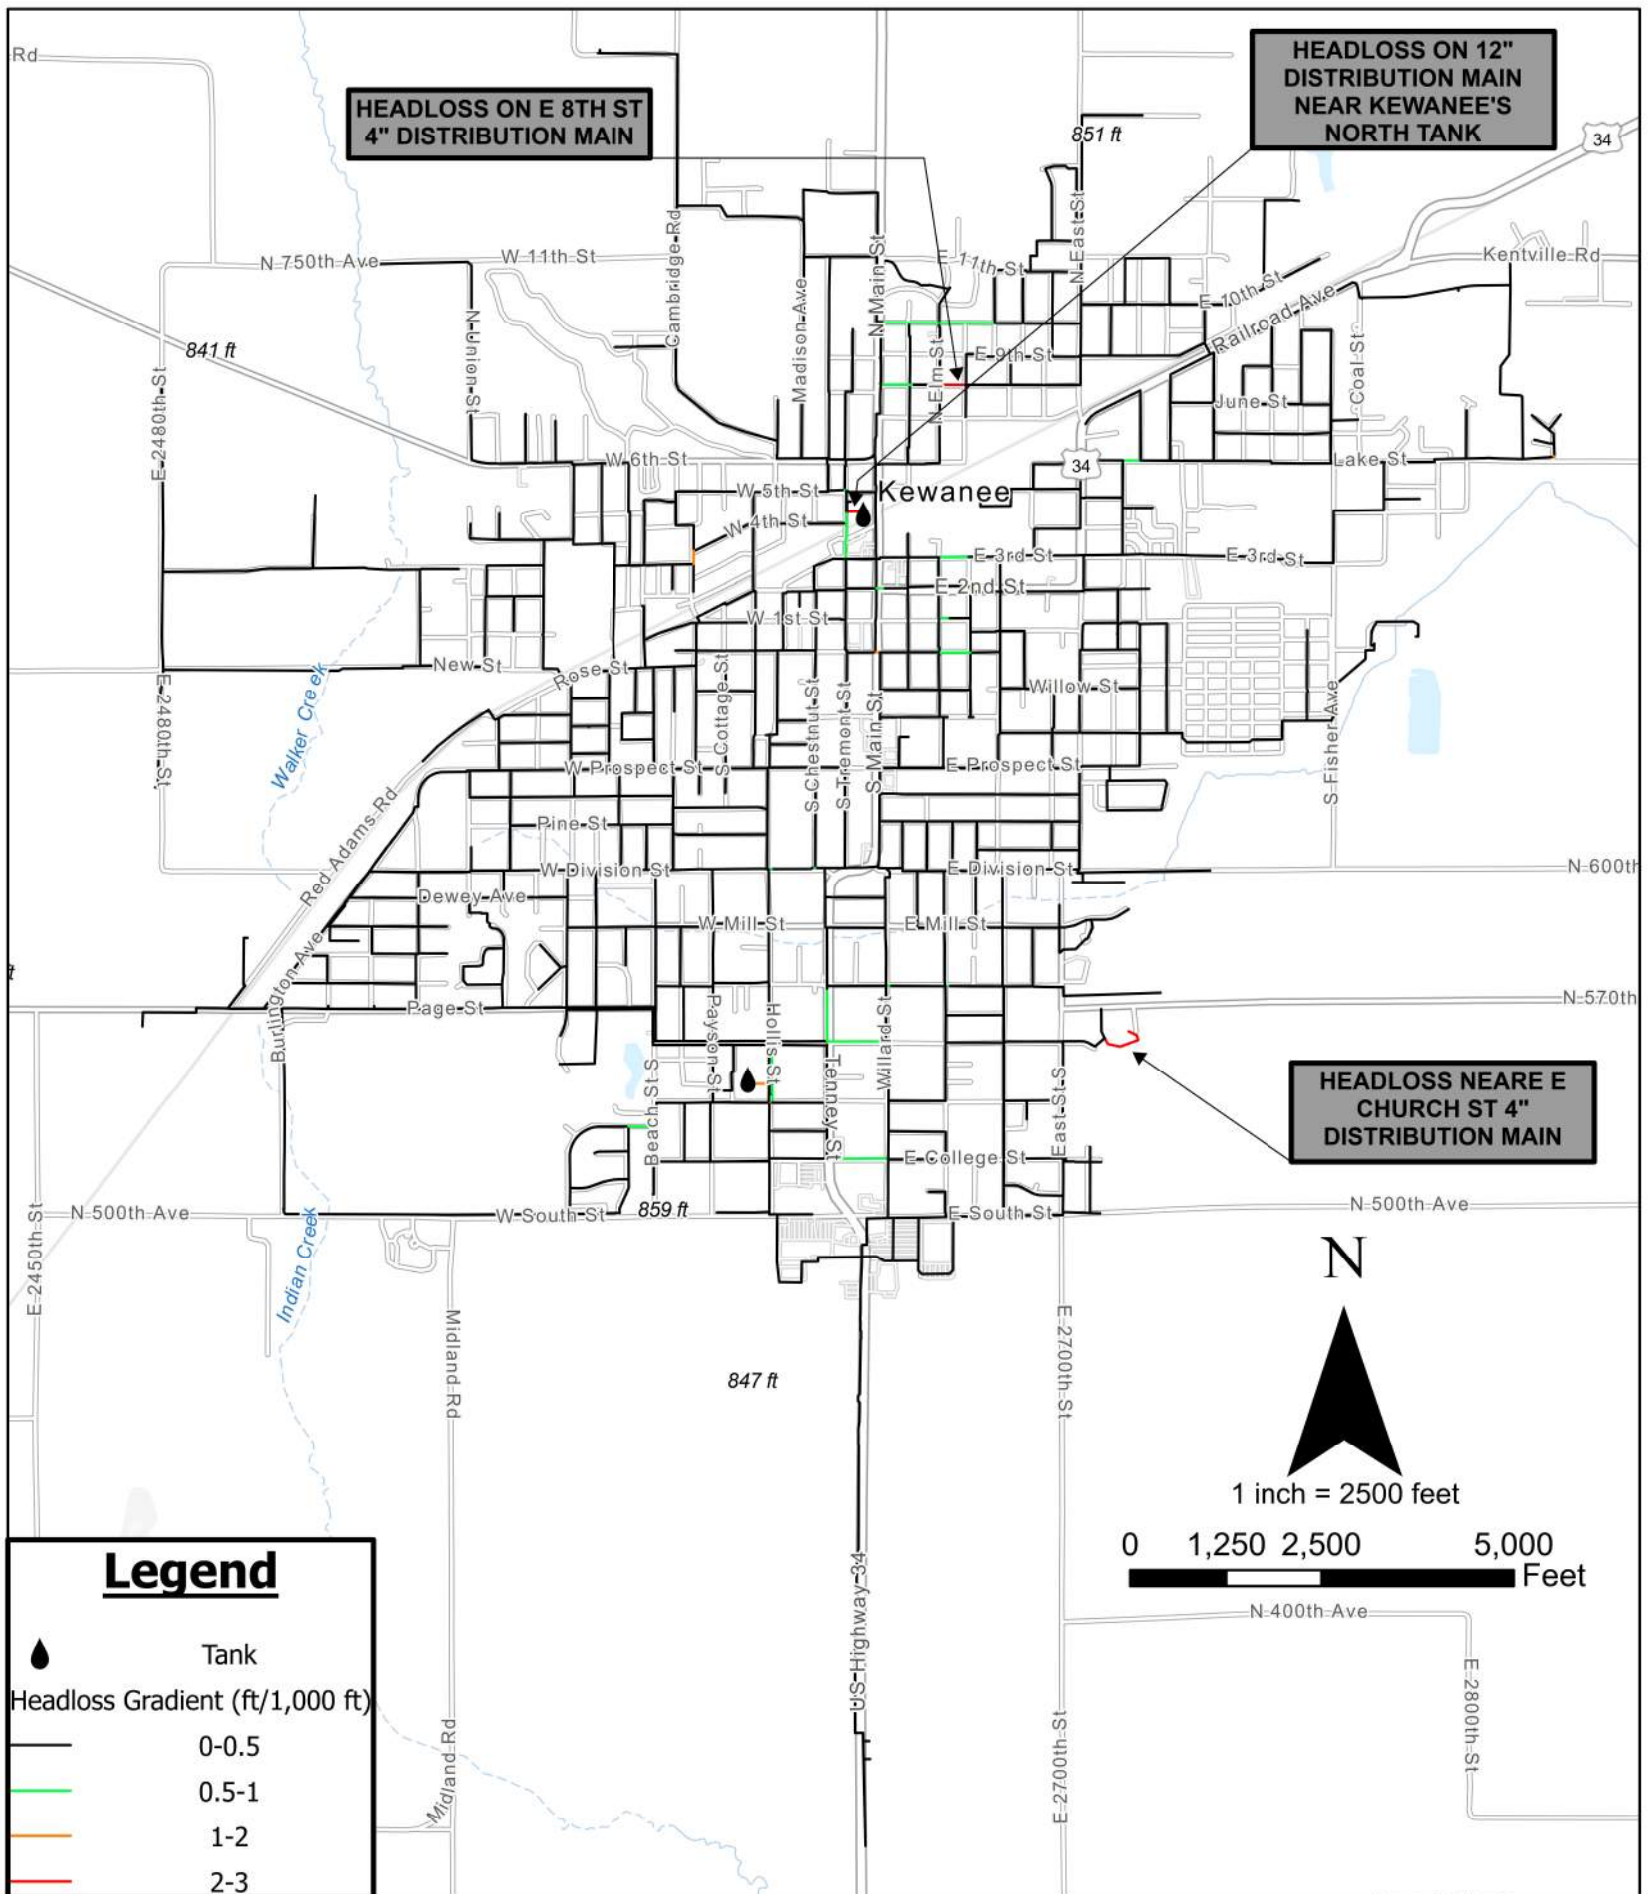 Rd
HEADLOSS ON E 8TH ST
4" DISTRIBUTION MAIN
HEADLOSS ON 12"
DISTRIBUTION MAIN
NEAR KEWANEE'S
NORTH TANK
851 ft
34
N 750th Ave
W 11th St
Cambridge Rd
Madison Ave
N Main St
E 11th St
N East St
Kentville Rd
E 10th St
Railroad Ave
841 ft
N Union St
E 2480th St
N Elm St
E 9th St
June St
Coal St
W 6th St
34
Lake St
W 5th St
Kewanee
W 4th St
E 3rd St
E 3rd St
E 2nd St
W 1st St
New St
Rose St
Walker Creek
E 2480th St
S Cottage St
S Chestnut St
S Tremont St
S Main St
Willow St
S Fisher Ave
W Prospect St
E Prospect St
Red Adams Rd
Pine St
W Division St
E Division St
N 600th
Dewey Ave
W Mill St
E Mill St
ft
Burlington Ave
Page St
Payson St
Hollis St
Willard St
N 570th
Tenney St
Beach St S
East St S
HEADLOSS NEARE E
CHURCH ST 4"
DISTRIBUTION MAIN
E College St
N 500th Ave
W South St
859 ft
E South St
N 500th Ave
E 2450th St
Indian Creek
N
Midland Rd
E 2700th St
847 ft
1 inch = 2500 feet
0 1,250 2,500 5,000
Feet
US Highway 34
N 400th Ave
E 2800th St
E 2700th St
Midland Rd
Legend
Tank
Headloss Gradient (ft/1,000 ft)
0-0.5
0.5-1
1-2
2-3